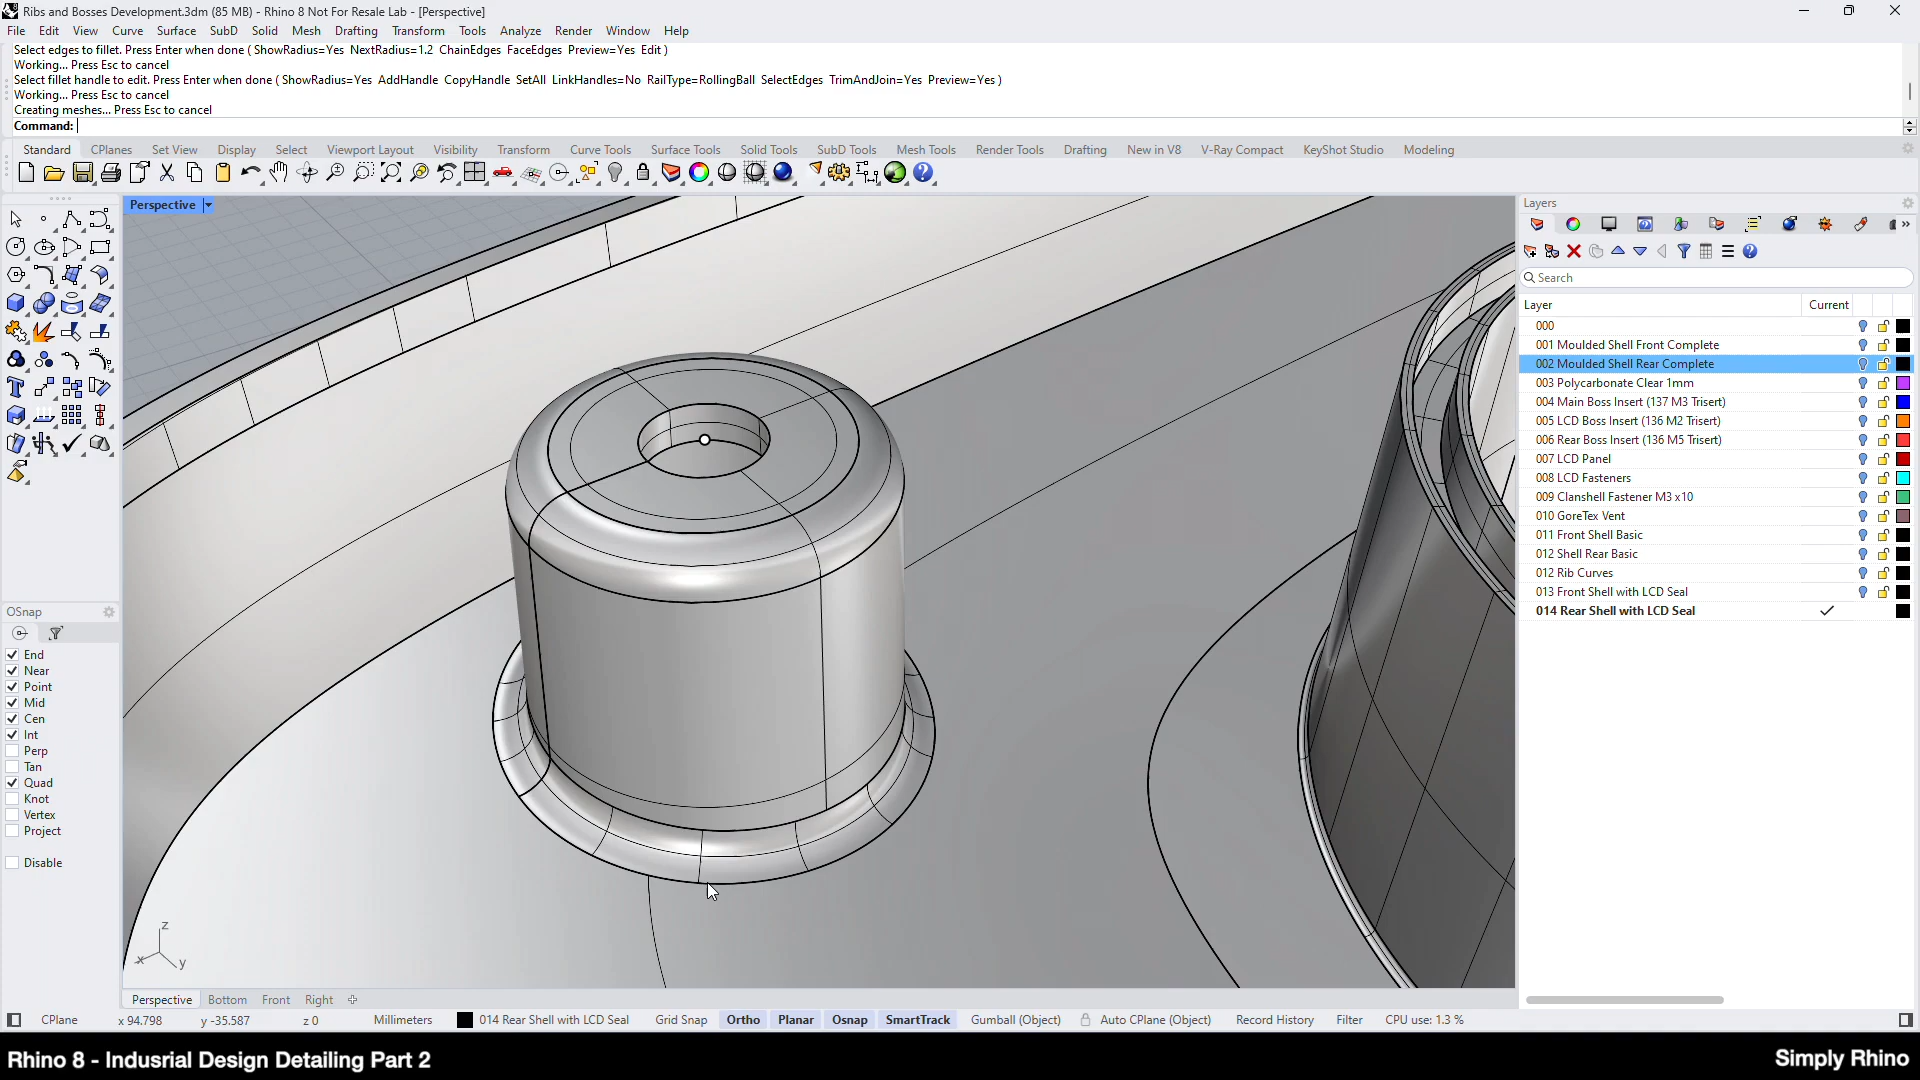 Ribs and Bosses Development.3dm (85 MB) - Rhino 8 Not For Resale Lab - [Perspective]
File Edit View Curve Surface SubD Solid Mesh Drafting Transform Tools Analyze Render Window Help
Select edges to fillet. Press Enter when done ( ShowRadius=Yes NextRadius=1.2 ChainEdges FaceEdges Preview=Yes Edit )
Working... Press Esc to cancel
Select fillet handle to edit. Press Enter when done ( ShowRadius=Yes AddHandle CopyHandle SetAll LinkHandles=No RailType=RollingBall SelectEdges TrimAndJoin=Yes Preview=Yes )
Working... Press Esc to cancel
Creating meshes... Press Esc to cancel
Command:
Standard CPlanes Set View Display Select Viewport Layout Visibility Transform Curve Tools Surface Tools Solid Tools SubD Tools Mesh Tools Render Tools Drafting New in V8 V-Ray Compact KeyShot Studio Modeling
Perspective
Layers
Search
Layer Current
000
001 Moulded Shell Front Complete
002 Moulded Shell Rear Complete
003 Polycarbonate Clear 1mm
004 Main Boss Insert (137 M3 Trisert)
005 LCD Boss Insert (136 M2 Trisert)
006 Rear Boss Insert (136 M5 Trisert)
007 LCD Panel
008 LCD Fasteners
009 Clanshell Fastener M3 x10
010 GoreTex Vent
011 Front Shell Basic
012 Shell Rear Basic
012 Rib Curves
013 Front Shell with LCD Seal
014 Rear Shell with LCD Seal
OSnap
End
Near
Point
Mid
Cen
Int
Perp
Tan
Quad
Knot
Vertex
Project
Disable
z
x
y
Perspective Bottom Front Right
CPlane x 94.798 y -35.587 z 0 Millimeters 014 Rear Shell with LCD Seal Grid Snap Ortho Planar Osnap SmartTrack Gumball (Object) Auto CPlane (Object) Record History Filter CPU use: 1.3 %
Rhino 8 - Indusrial Design Detailing Part 2
Simply Rhino